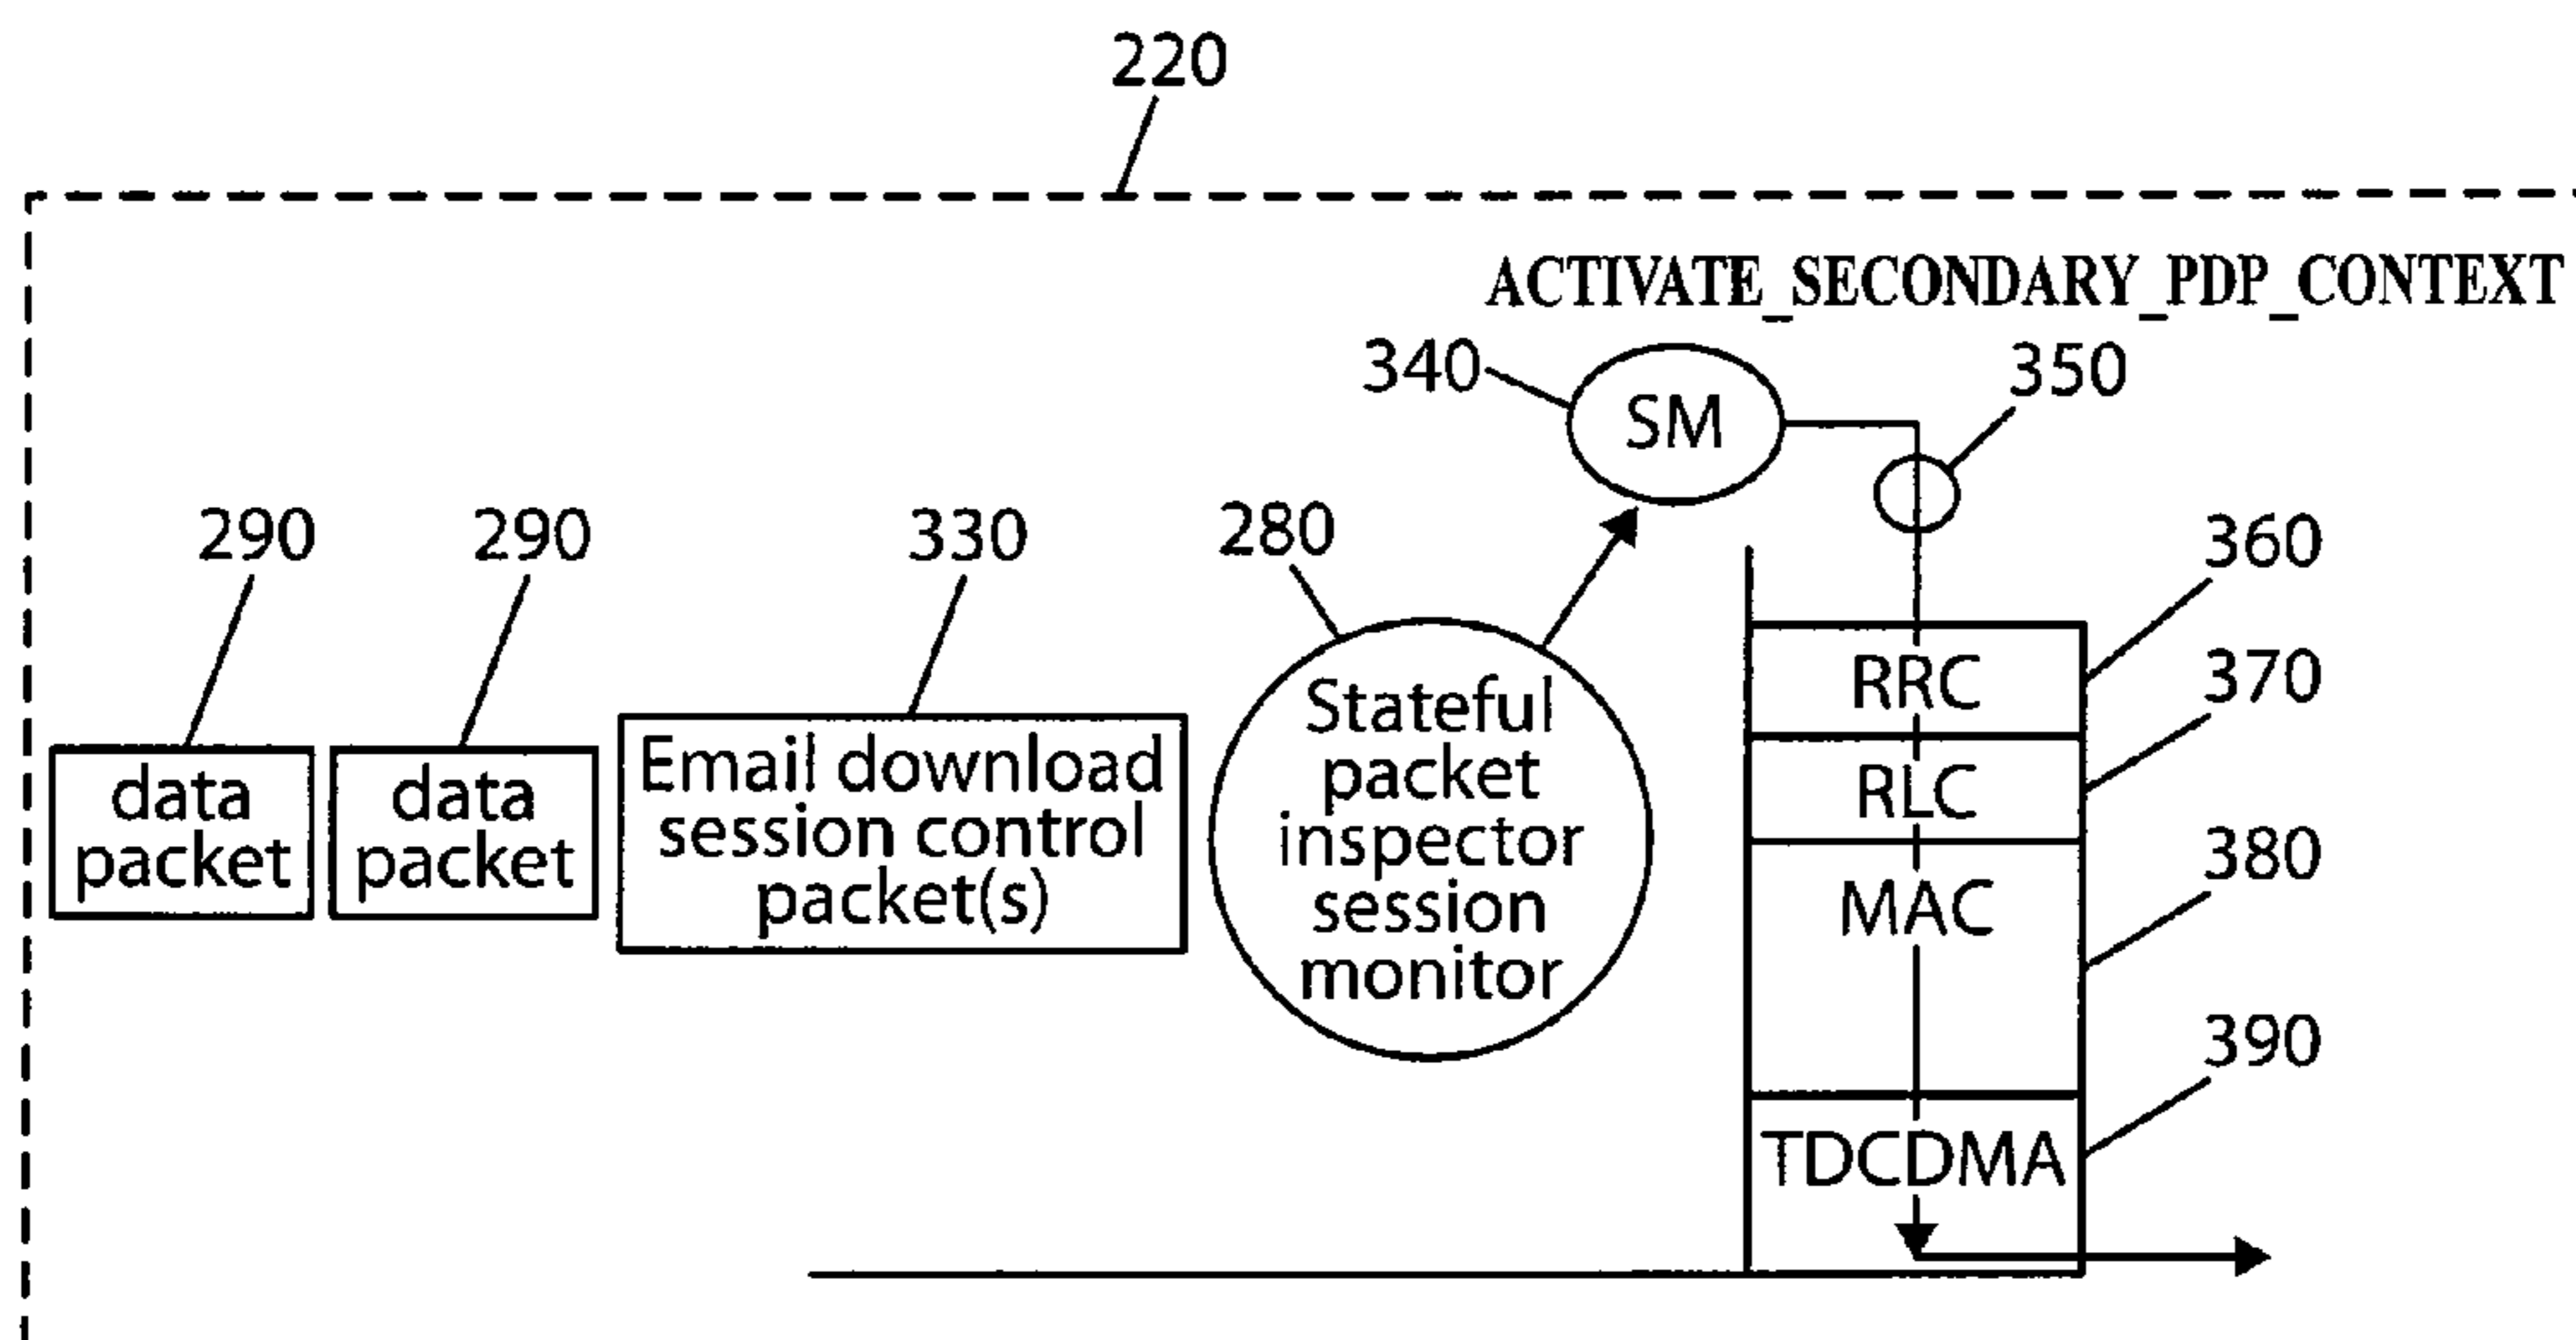 220
ACTIVATE_SECONDARY_PDP_CONTEXT
340
SM
350
290
290
330
280
360
data
packet
data
packet
Email download
session control
packet(s)
Stateful
packet
inspector
session
monitor
RRC
370
RLC
380
MAC
390
TDCDMA